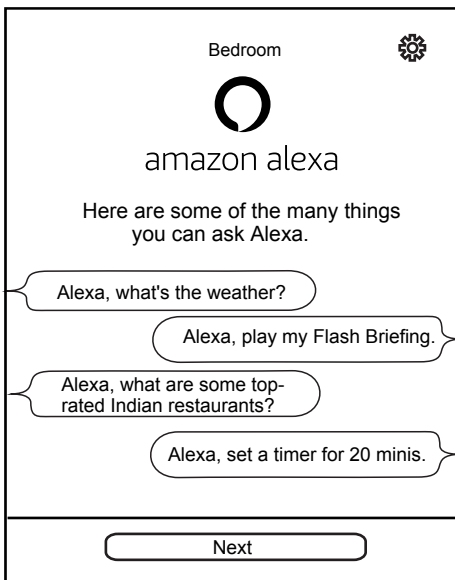 Bedroom
amazon alexa
Here are some of the many things
you can ask Alexa.
Alexa, what's the weather?
Alexa, play my Flash Briefing.
Alexa, what are some top-
rated Indian restaurants?
Alexa, set a timer for 20 minis.
Next